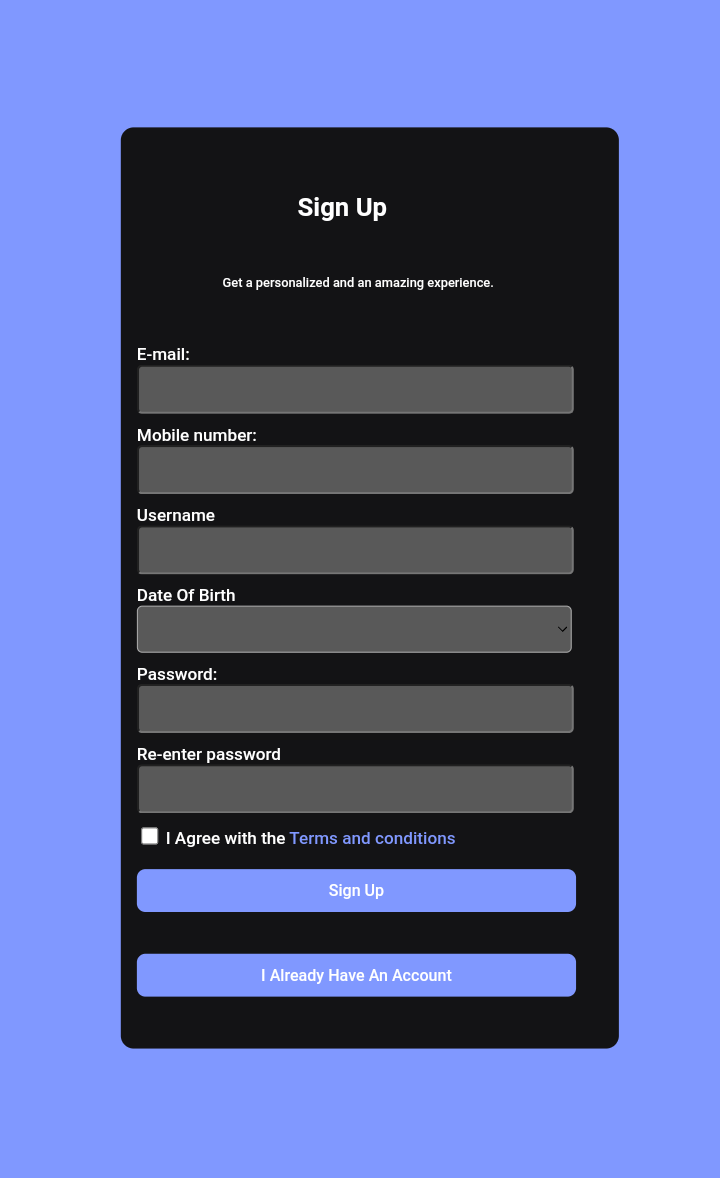 Sign Up
Get a personalized and an amazing experience.
E-mail:
Mobile number:
Username
Date Of Birth
Password:
Re-enter password
I Agree with the Terms and conditions
Sign Up
I Already Have An Account